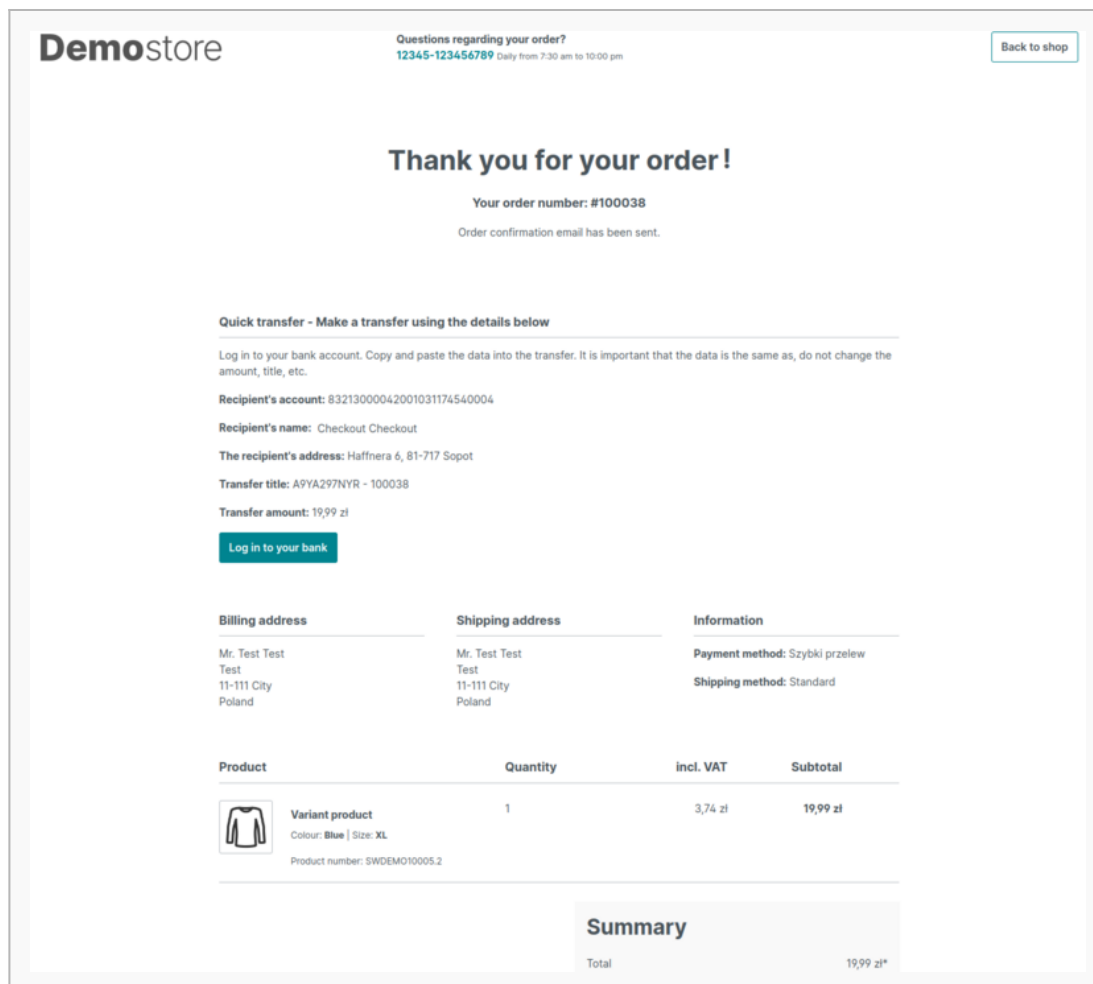 Demostore
Questions regarding your order?
12345-123456789 Daily from 7:30 am to 10:00 pm
Back to shop
Thank you for your order!
Your order number: #100038
Order confirmation email has been sent.
Quick transfer - Make a transfer using the details below
Log in to your bank account. Copy and paste the data into the transfer. It is important that the data is the same as, do not change the
amount, title, etc.
Recipient's account: 83213000042001031174540004
Recipient's name: Checkout Checkout
The recipient's address: Haffnera 6, 81-717 Sopot
Transfer title: A9YA297NYR - 100038
Transfer amount: 19,99 zł
Log in to your bank
Billing address
Mr. Test Test
Test
11-111 City
Poland
Shipping address
Mr. Test Test
Test
11-111 City
Poland
Information
Payment method: Szybki przelew
Shipping method: Standard
Product Quantity incl. VAT Subtotal
Variant product 1 3,74 zł 19,99 zł
Colour: Blue | Size: XL
Product number: SWDEMO10005.2
Summary
Total 19,99 zł*